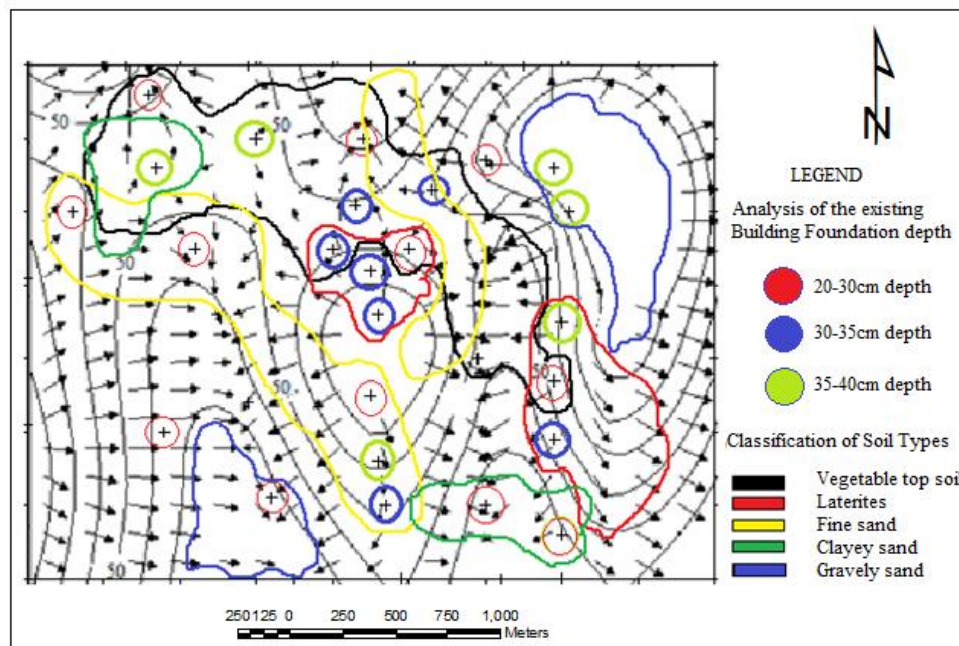 50
50
50
50
50
50
N
LEGEND
Analysis of the existing
Building Foundation depth
20-30cm depth
30-35cm depth
35-40cm depth
Classification of Soil Types
Vegetable top soil
Laterites
Fine sand
Clayey sand
Gravely sand
250 125 0 250 500 750 1,000
Meters